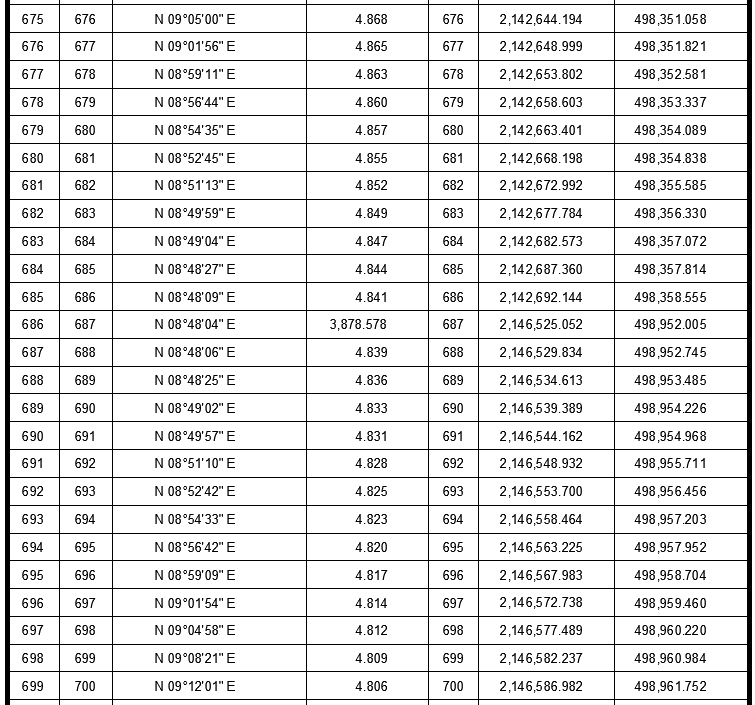 675 676 N 09°05'00" E 4.868 676 2,142,644.194 498,351.058
676 677 N 09°01'56" E 4.865 677 2,142,648.999 498,351.821
677 678 N 08°59'11" E 4.863 678 2,142,653.802 498,352.581
678 679 N 08°56'44" E 4.860 679 2,142,658.603 498,353.337
679 680 N 08°54'35" E 4.857 680 2,142,663.401 498,354.089
680 681 N 08°52'45" E 4.855 681 2,142,668.198 498,354.838
681 682 N 08°51'13" E 4.852 682 2,142,672.992 498,355.585
682 683 N 08°49'59" E 4.849 683 2,142,677.784 498,356.330
683 684 N 08°49'04" E 4.847 684 2,142,682.573 498,357.072
684 685 N 08°48'27" E 4.844 685 2,142,687.360 498,357.814
685 686 N 08°48'09" E 4.841 686 2,142,692.144 498,358.555
686 687 N 08°48'04" E 3,878.578 687 2,146,525.052 498,952.005
687 688 N 08°48'06" E 4.839 688 2,146,529.834 498,952.745
688 689 N 08°48'25" E 4.836 689 2,146,534.613 498,953.485
689 690 N 08°49'02" E 4.833 690 2,146,539.389 498,954.226
690 691 N 08°49'57" E 4.831 691 2,146,544.162 498,954.968
691 692 N 08°51'10" E 4.828 692 2,146,548.932 498,955.711
692 693 N 08°52'42" E 4.825 693 2,146,553.700 498,956.456
693 694 N 08°54'33" E 4.823 694 2,146,558.464 498,957.203
694 695 N 08°56'42" E 4.820 695 2,146,563.225 498,957.952
695 696 N 08°59'09" E 4.817 696 2,146,567.983 498,958.704
696 697 N 09°01'54" E 4.814 697 2,146,572.738 498,959.460
697 698 N 09°04'58" E 4.812 698 2,146,577.489 498,960.220
698 699 N 09°08'21" E 4.809 699 2,146,582.237 498,960.984
699 700 N 09°12'01" E 4.806 700 2,146,586.982 498,961.752